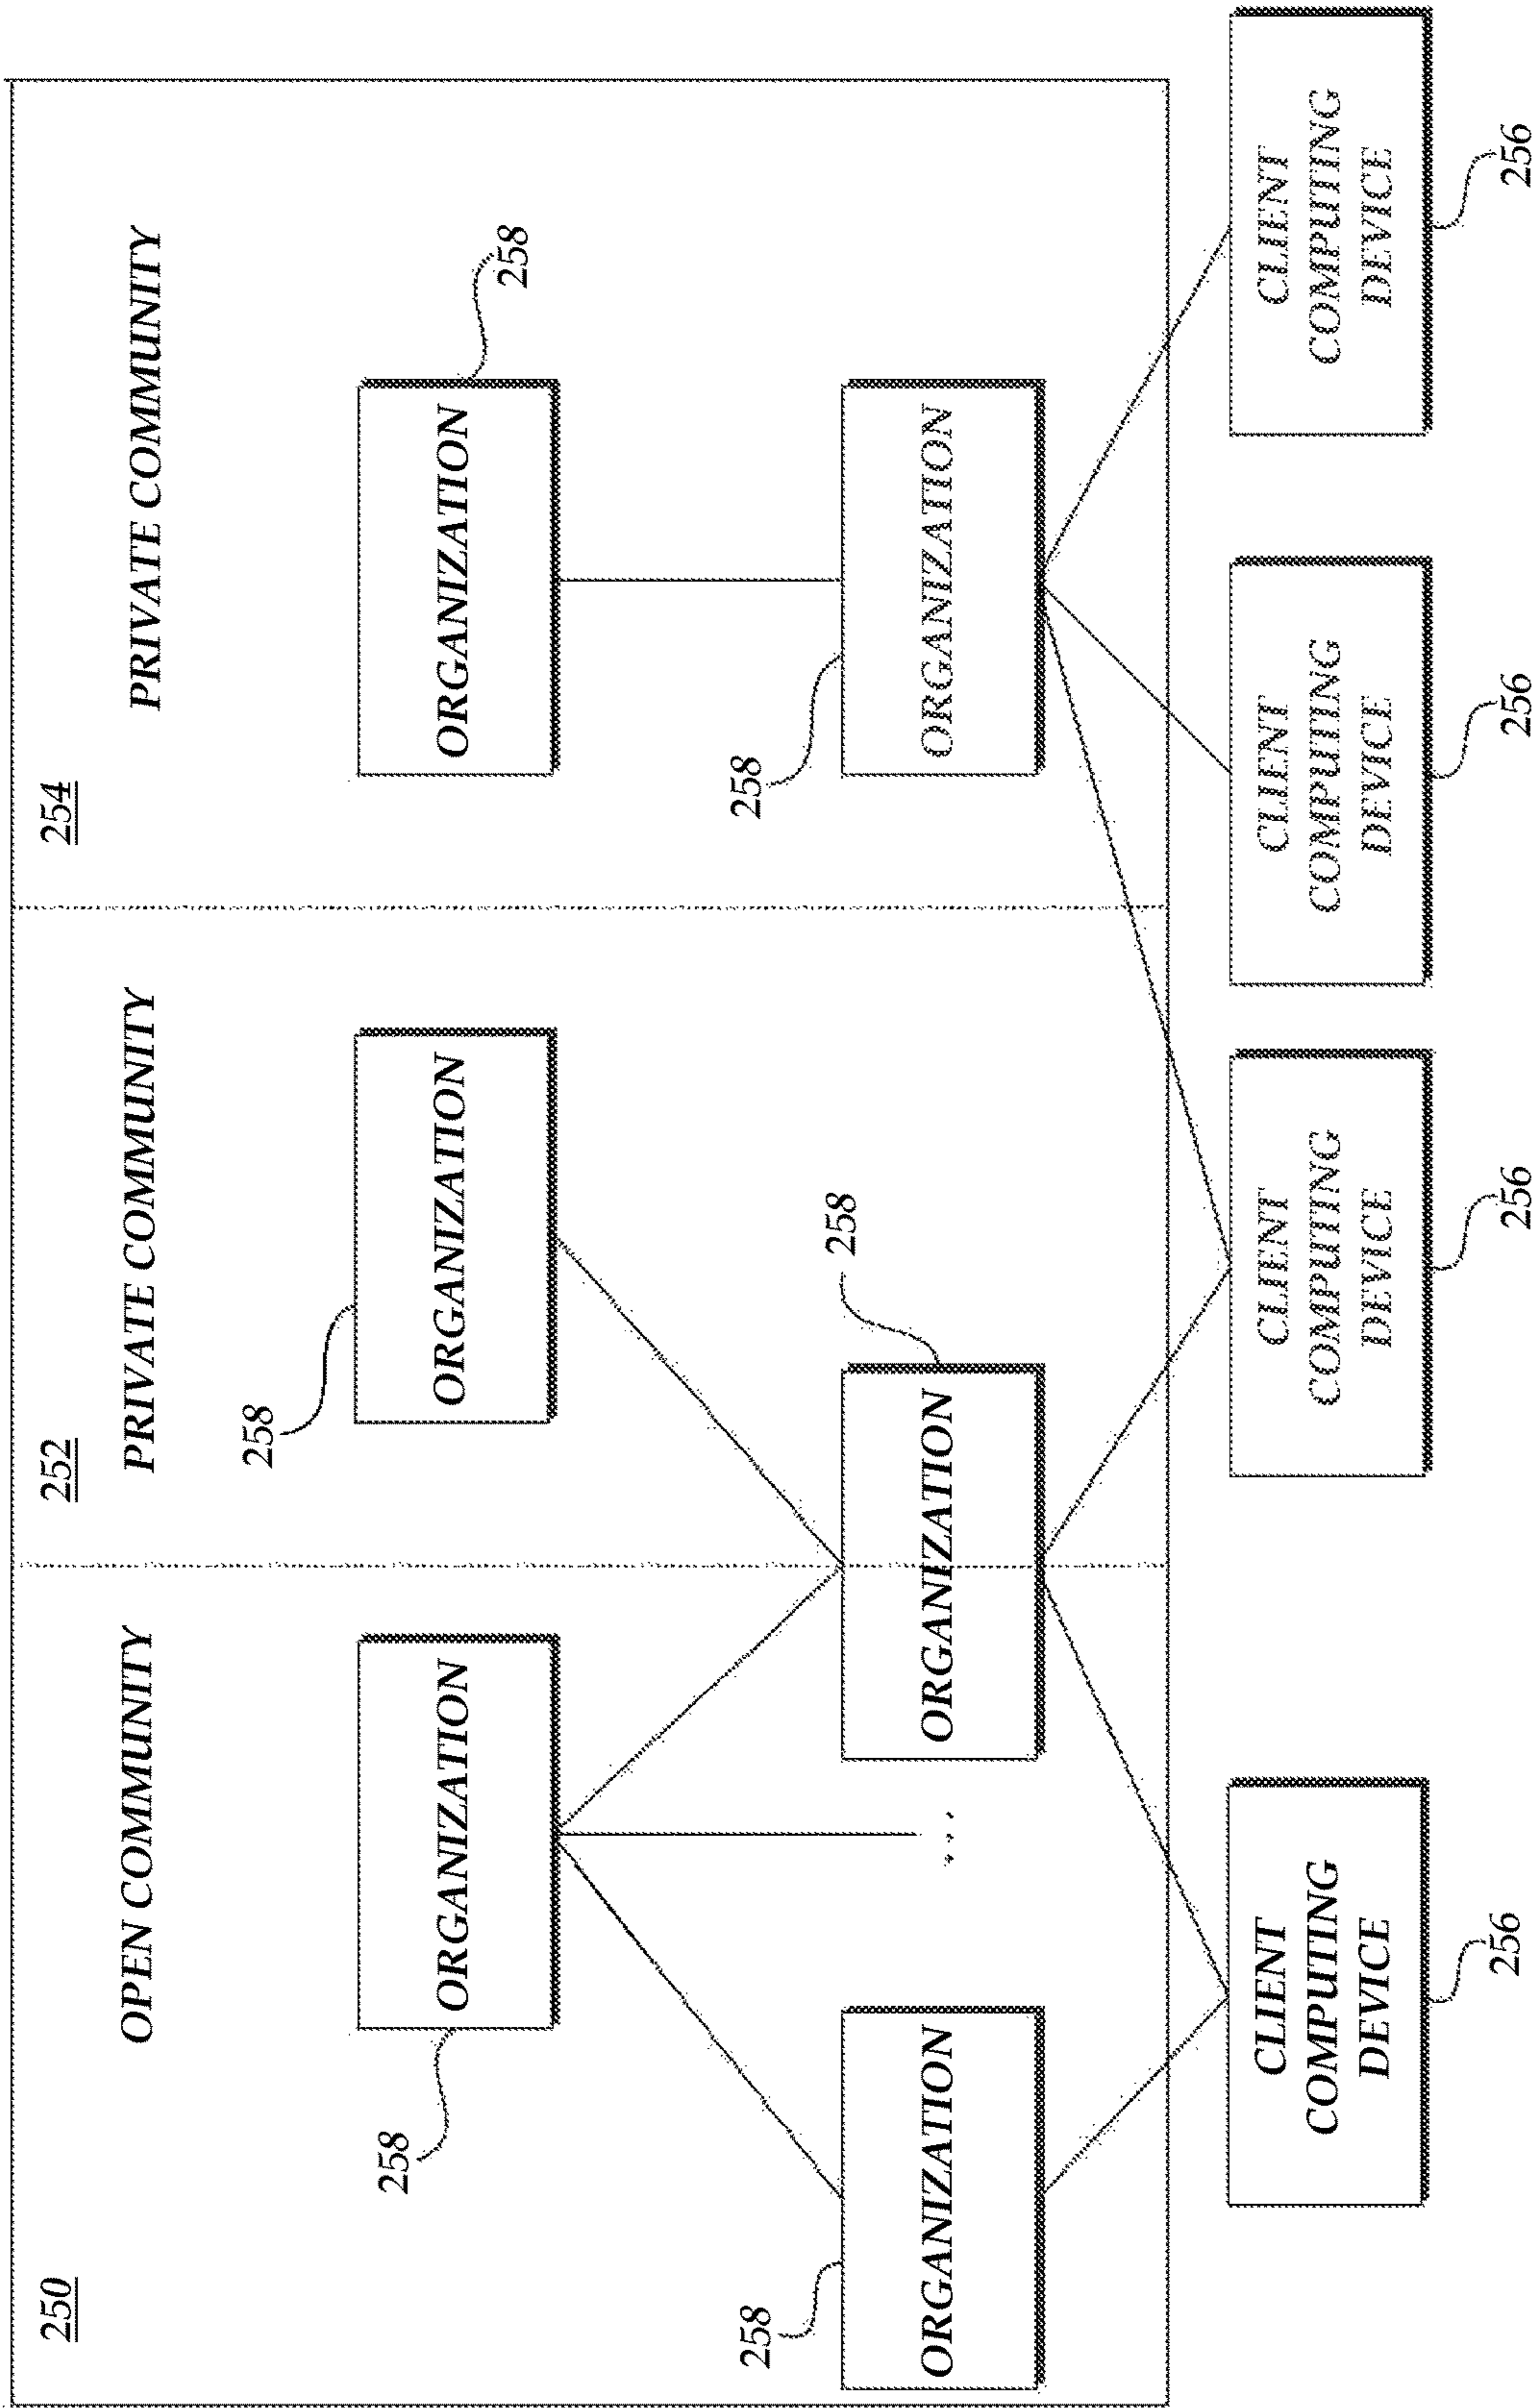 250
OPEN COMMUNITY
252
PRIVATE COMMUNITY
254
PRIVATE COMMUNITY
258
ORGANIZATION
258
ORGANIZATION
ORGANIZATION
258
258
ORGANIZATION
...
ORGANIZATION
258
258
ORGANIZATION
CLIENT
COMPUTING
DEVICE
256
CLIENT
COMPUTING
DEVICE
256
CLIENT
COMPUTING
DEVICE
256
CLIENT
COMPUTING
DEVICE
256